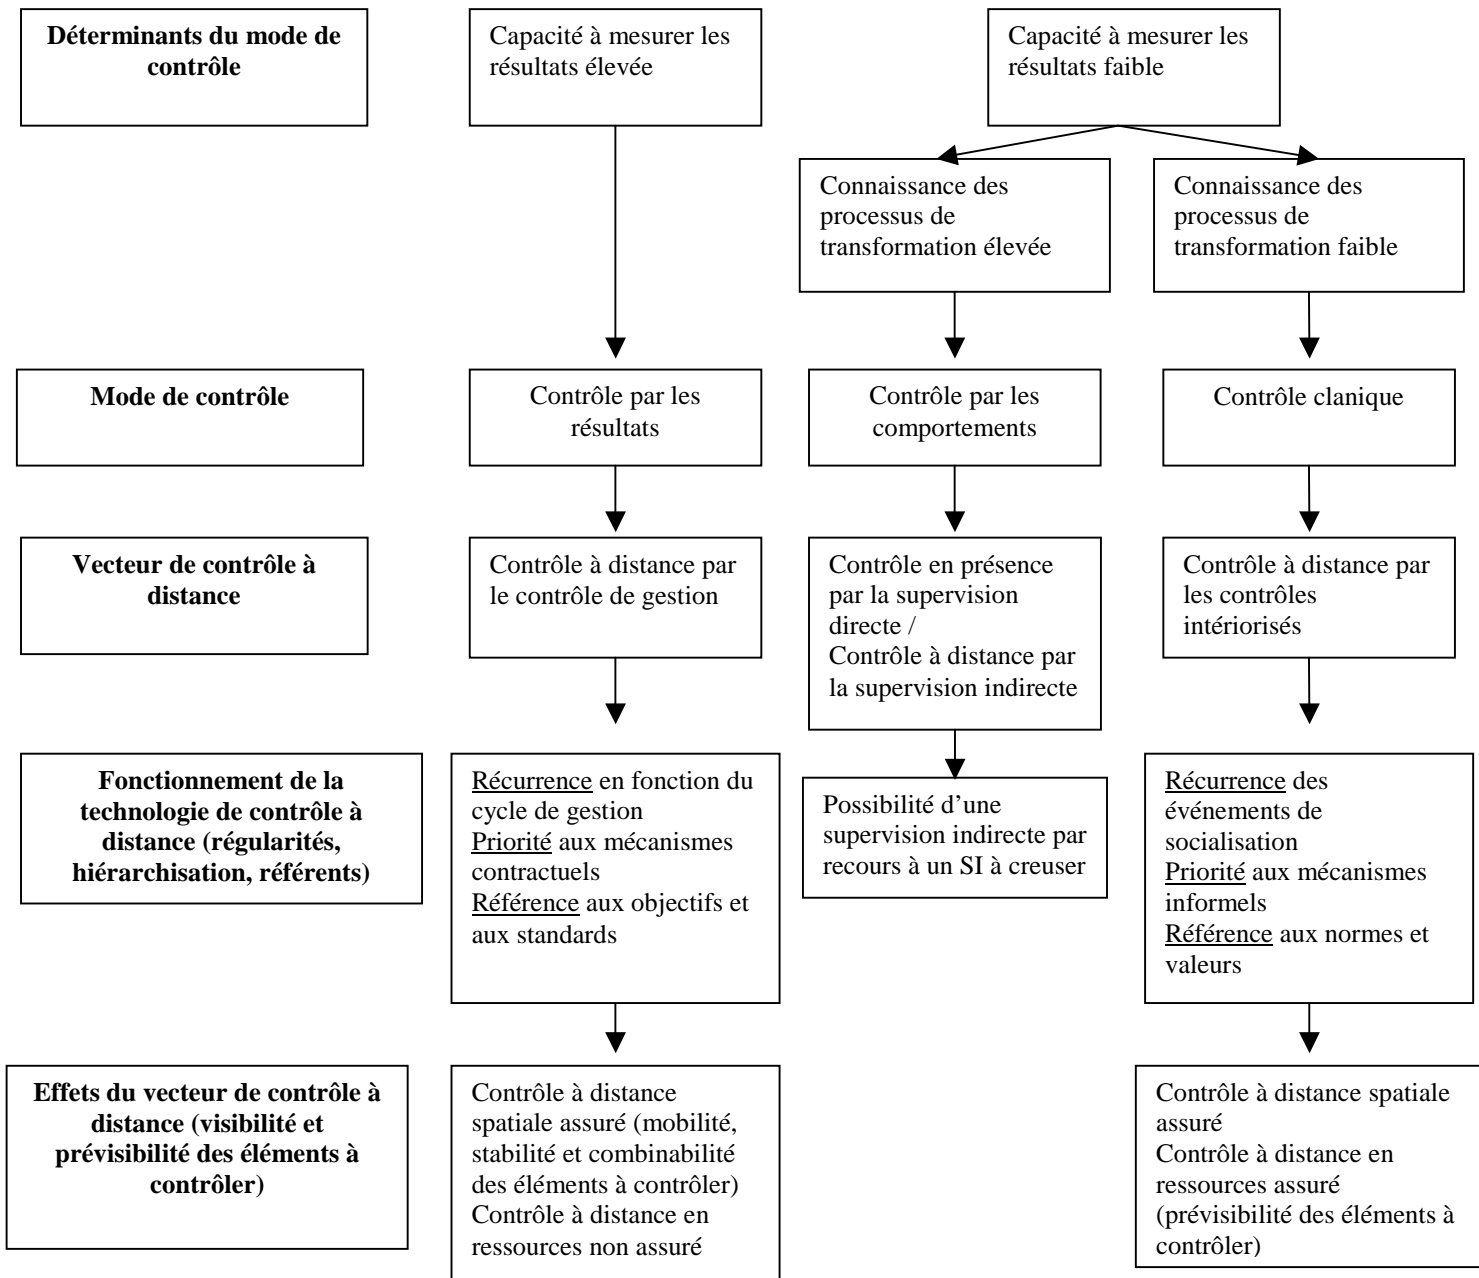 Déterminants du mode de
contrôle
Capacité à mesurer les
résultats élevée
Capacité à mesurer les
résultats faible
Connaissance des
processus de
transformation élevée
Connaissance des
processus de
transformation faible
Mode de contrôle
Contrôle par les
résultats
Contrôle par les
comportements
Contrôle clanique
Vecteur de contrôle à
distance
Contrôle à distance par
le contrôle de gestion
Contrôle en présence
par la supervision
directe /
Contrôle à distance par
la supervision indirecte
Contrôle à distance par
les contrôles
intériorisés
Fonctionnement de la
technologie de contrôle à
distance (régularités,
hiérarchisation, référents)
Récurrence en fonction du
cycle de gestion
Priorité aux mécanismes
contractuels
Référence aux objectifs et
aux standards
Possibilité d’une
supervision indirecte par
recours à un SI à creuser
Récurrence des
événements de
socialisation
Priorité aux mécanismes
informels
Référence aux normes et
valeurs
Effets du vecteur de contrôle à
distance (visibilité et
prévisibilité des éléments à
contrôler)
Contrôle à distance
spatiale assuré (mobilité,
stabilité et combinabilité
des éléments à contrôler)
Contrôle à distance en
ressources non assuré
Contrôle à distance spatiale
assuré
Contrôle à distance en
ressources assuré
(prévisibilité des éléments à
contrôler)